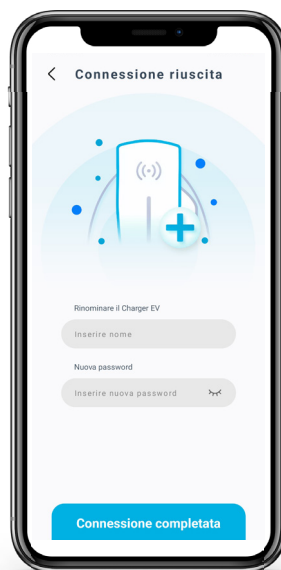 Connessione riuscita
Rinominare il Charger EV
Inserire nome
Nuova password
Inserire nuova password
Connessione completata